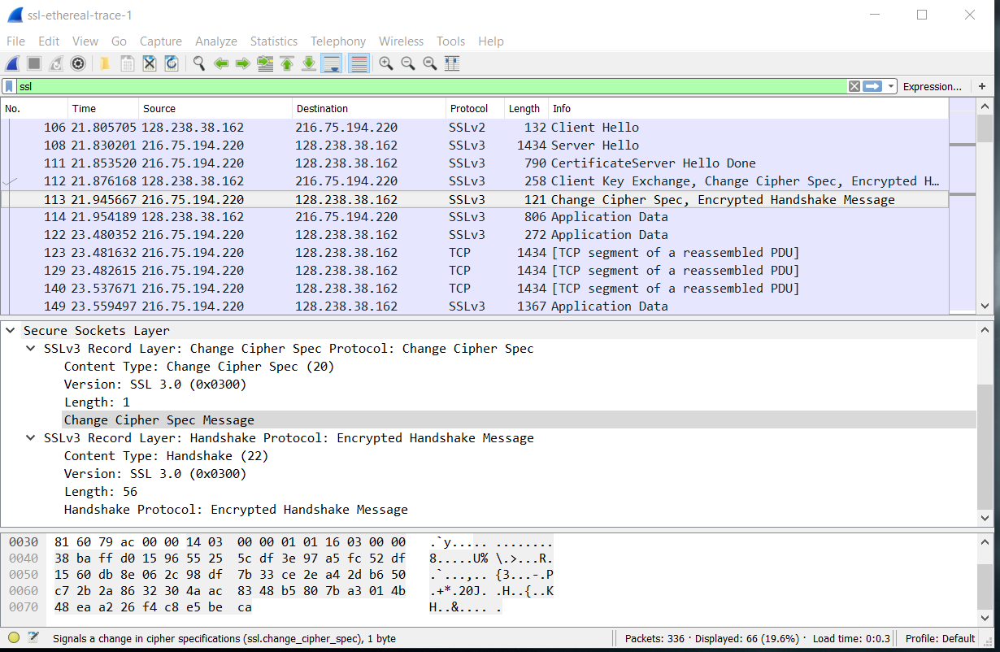 ssl-ethereal-trace-1
File Edit View Go Capture Analyze Statistics Telephony Wireless Tools Help
ssl Expression... +
No. Time Source Destination Protocol Length Info
106 21.805705 128.238.38.162 216.75.194.220 SSLv2 132 Client Hello
108 21.830201 216.75.194.220 128.238.38.162 SSLv3 1434 Server Hello
111 21.853520 216.75.194.220 128.238.38.162 SSLv3 790 CertificateServer Hello Done
112 21.876168 128.238.38.162 216.75.194.220 SSLv3 258 Client Key Exchange, Change Cipher Spec, Encrypted H…
113 21.945667 216.75.194.220 128.238.38.162 SSLv3 121 Change Cipher Spec, Encrypted Handshake Message
114 21.954189 128.238.38.162 216.75.194.220 SSLv3 806 Application Data
122 23.480352 216.75.194.220 128.238.38.162 SSLv3 272 Application Data
123 23.481632 216.75.194.220 128.238.38.162 TCP 1434 [TCP segment of a reassembled PDU]
129 23.482615 216.75.194.220 128.238.38.162 TCP 1434 [TCP segment of a reassembled PDU]
140 23.537671 216.75.194.220 128.238.38.162 TCP 1434 [TCP segment of a reassembled PDU]
149 23.559497 216.75.194.220 128.238.38.162 SSLv3 1367 Application Data
Secure Sockets Layer
SSLv3 Record Layer: Change Cipher Spec Protocol: Change Cipher Spec
Content Type: Change Cipher Spec (20)
Version: SSL 3.0 (0x0300)
Length: 1
Change Cipher Spec Message
SSLv3 Record Layer: Handshake Protocol: Encrypted Handshake Message
Content Type: Handshake (22)
Version: SSL 3.0 (0x0300)
Length: 56
Handshake Protocol: Encrypted Handshake Message
0030 81 60 79 ac 00 00 14 03 00 00 01 01 16 03 00 00 .`y..... ........
0040 38 ba ff d0 15 96 55 25 5c df 3e 97 a5 fc 52 df 8.....U% \.>...R.
0050 15 60 db 8e 06 2c 98 df 7b 33 ce 2e a4 2d b6 50 .`...,.. {3...-.P
0060 c7 2b 2a 86 32 30 4a ac 83 48 b5 80 7b a3 01 4b .+*.20J. .H..{..K
0070 48 ea a2 26 f4 c8 e5 be ca H..&.... .
Signals a change in cipher specifications (ssl.change_cipher_spec), 1 byte Packets: 336 · Displayed: 66 (19.6%) · Load time: 0:0.3 Profile: Default